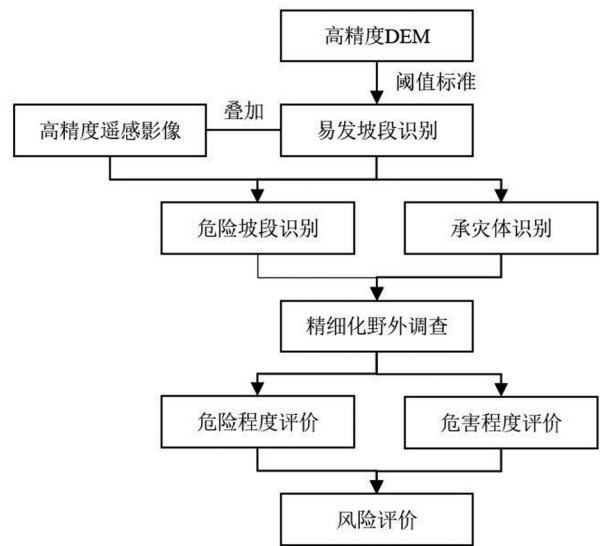 高精度DEM
阈值标准
高精度遥感影像
叠加
易发坡段识别
危险坡段识别
承灾体识别
精细化野外调查
危险程度评价
危害程度评价
风险评价